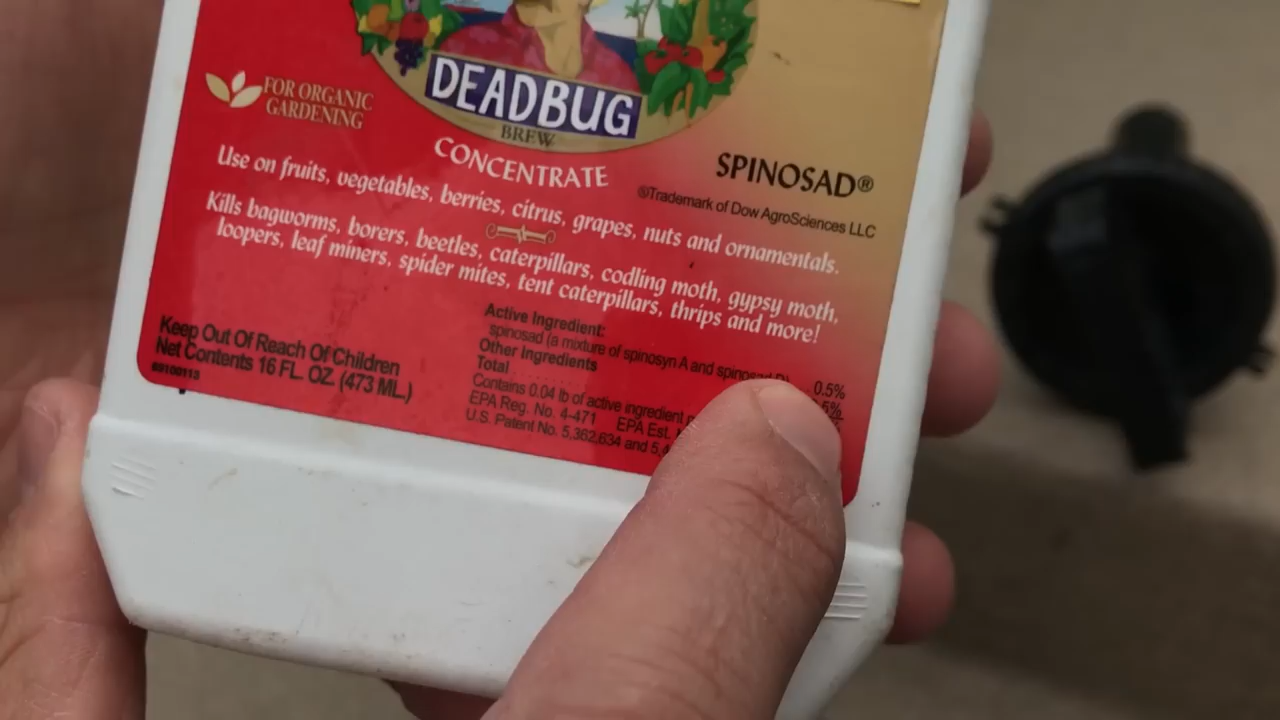 FOR ORGANIC
GARDENING
DEADBUG
BREW
CONCENTRATE
SPINOSAD®
®Trademark of Dow AgroSciences LLC
Use on fruits, vegetables, berries, citrus, grapes, nuts and ornamentals.
Kills bagworms, borers, beetles, caterpillars, codling moth, gypsy moth,
loopers, leaf miners, spider mites, tent caterpillars, thrips and more!
Keep Out Of Reach Of Children
Net Contents 16 FL. OZ. (473 ML.)
Active Ingredient:
spinosad (a mixture of spinosyn A and 0.5%
Other Ingredients
Total
Contains 0.04 lb of active ingredient
EPA Reg. No. 4-471 EPA Est.
U.S. Patent No. 5,362,634 and